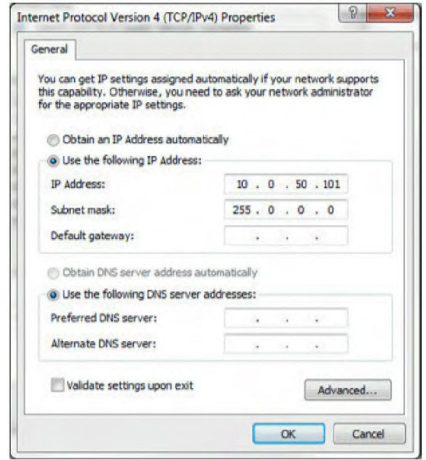 Internet Protocol Version 4 (TCP/IPv4) Properties
General
You can get IP settings assigned automatically if your network supports
this capability. Otherwise, you need to ask your network administrator
for the appropriate IP settings.
Obtain an IP Address automatically
Use the following IP Address:
IP Address: 10 . 0 . 50 . 101
Subnet mask: 255 . 0 . 0 . 0
Default gateway: . . .
Obtain DNS server address automatically
Use the following DNS server addresses:
Preferred DNS server: . . .
Alternate DNS server: . . .
Validate settings upon exit
Advanced...
OK Cancel